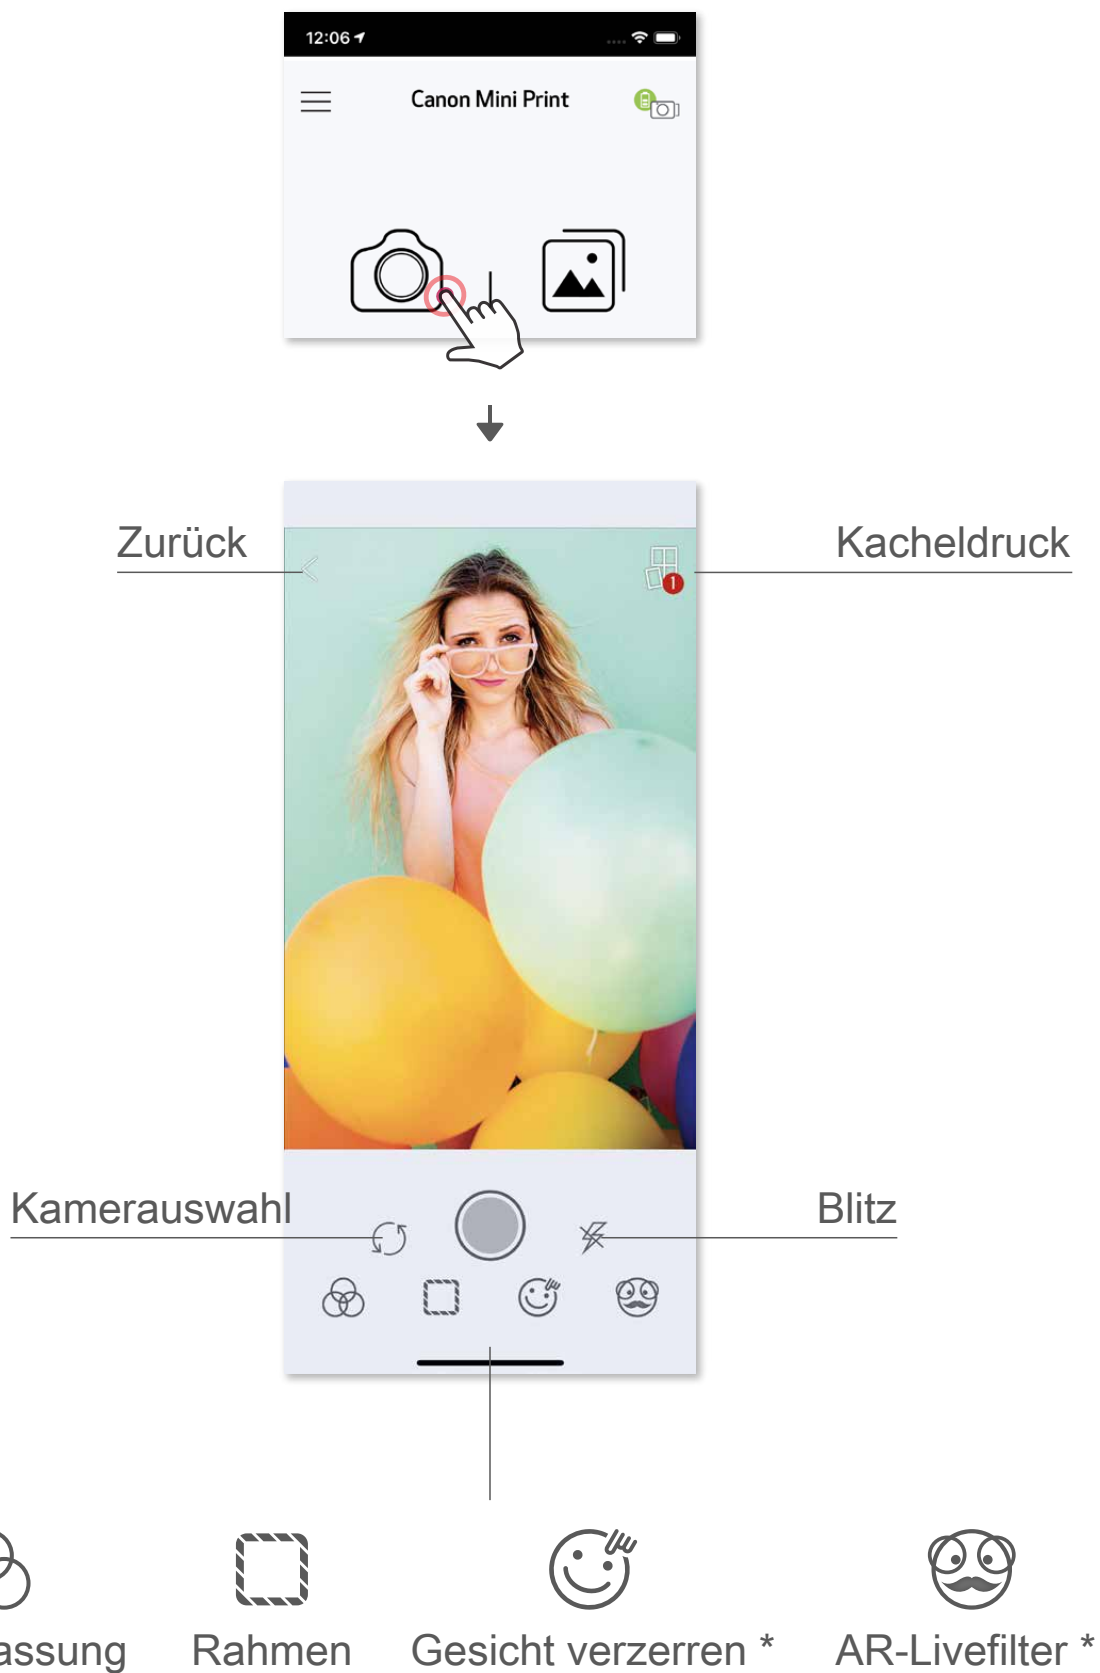 12:06
Canon Mini Print
Zurück
Kacheldruck
1
Kamerauswahl
Blitz
assung
Rahmen
Gesicht verzerren *
AR-Livefilter *